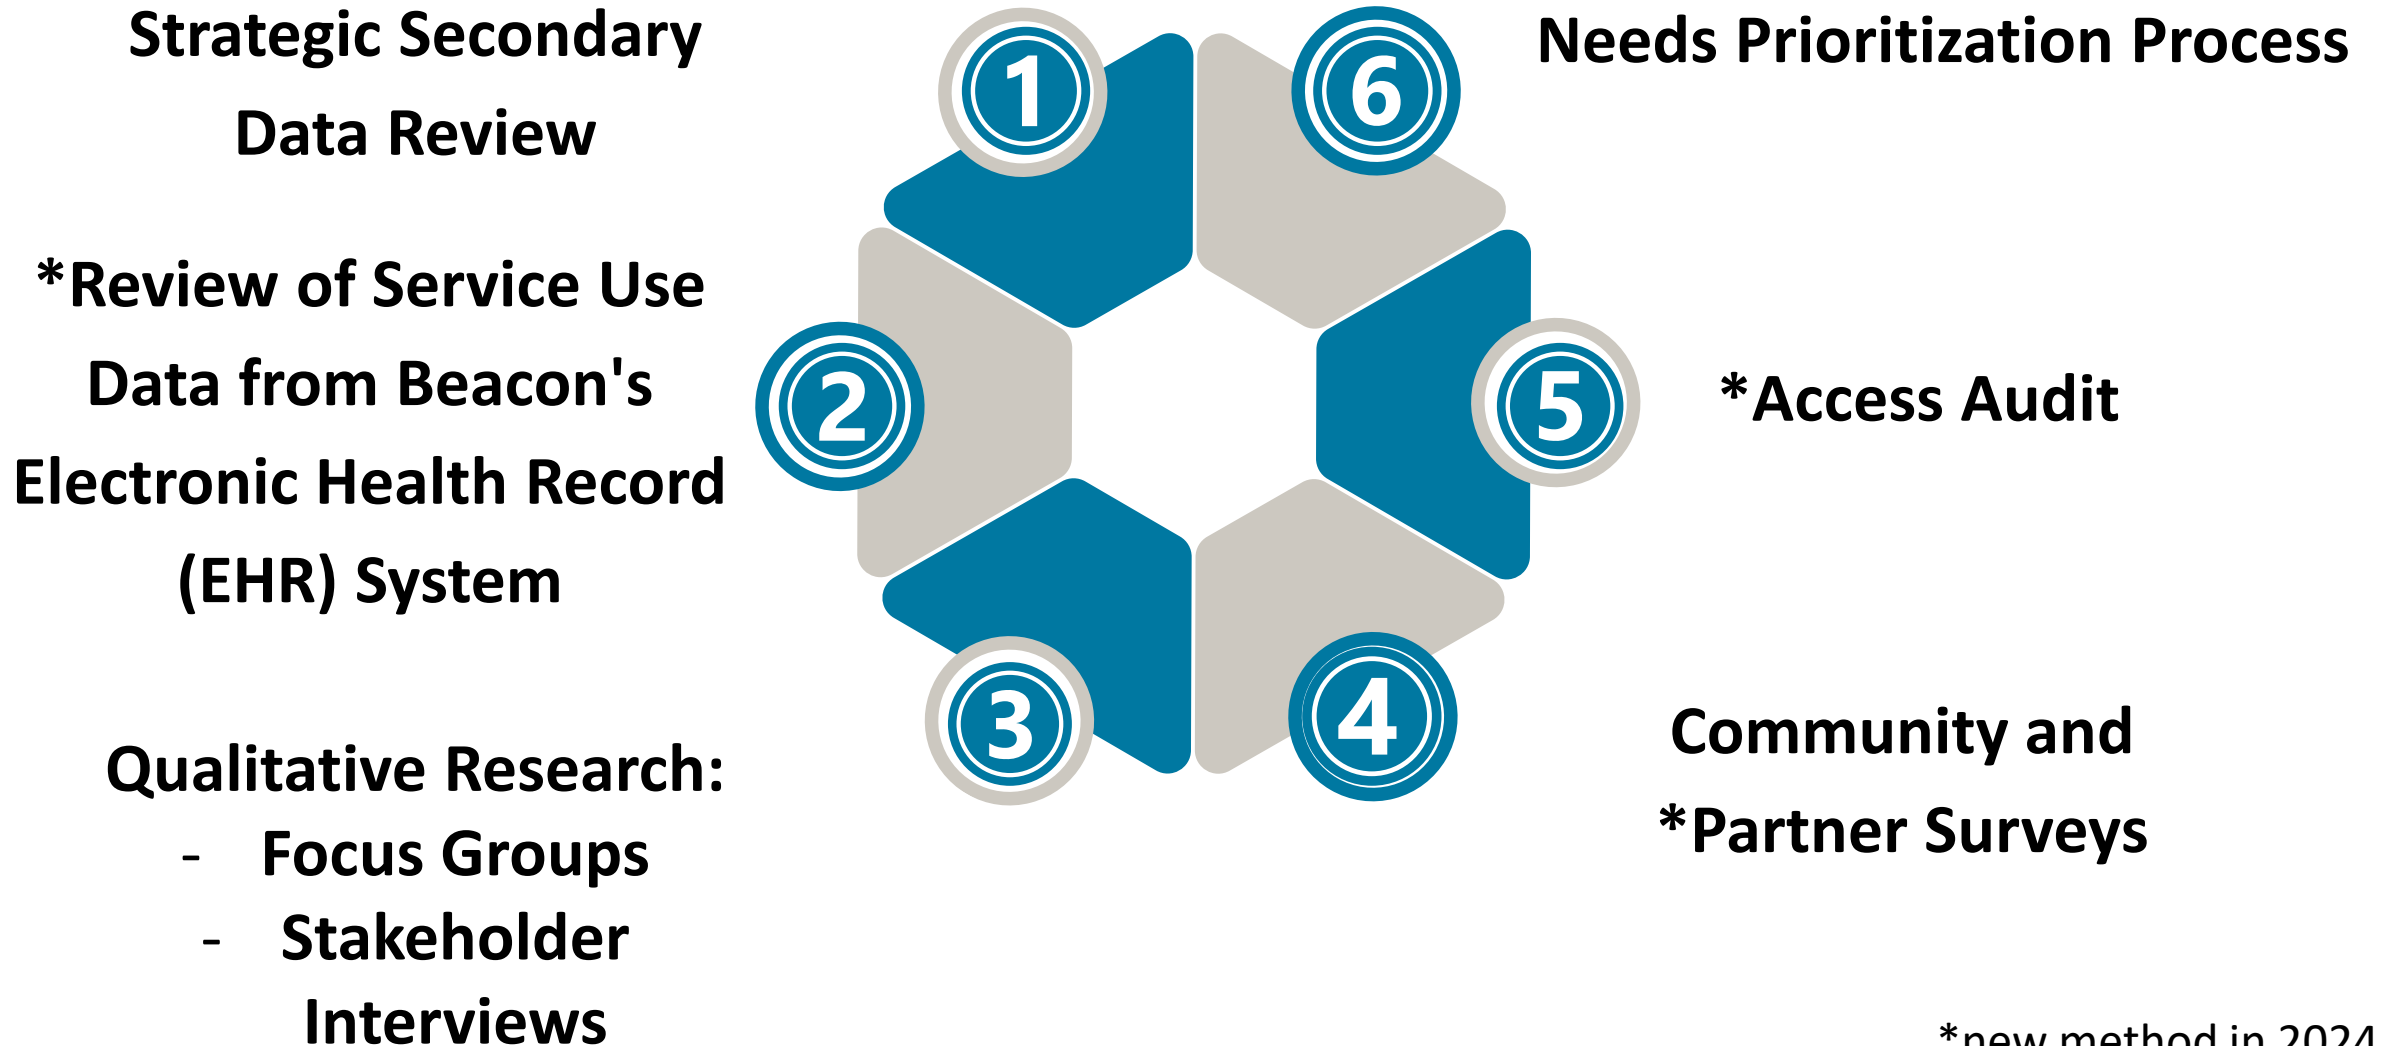 Strategic Secondary
Data Review
1
*Review of Service Use
Data from Beacon's
Electronic Health Record
(EHR) System
2
Qualitative Research:
- Focus Groups
- Stakeholder
Interviews
3
Community and
*Partner Surveys
4
*Access Audit
5
Needs Prioritization Process
6
*new method in 2024